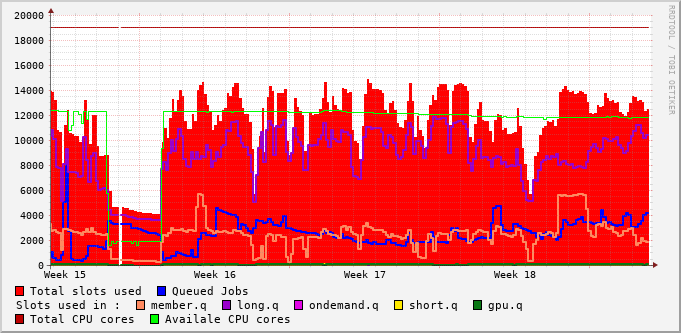 20000
18000
16000
14000
12000
10000
8000
6000
4000
2000
0
Week 15 Week 16 Week 17 Week 18
RRDTOOL / TOBI OETIKER
Total slots used Queued Jobs
Slots used in : member.q long.q ondemand.q short.q gpu.q
Total CPU cores Availale CPU cores